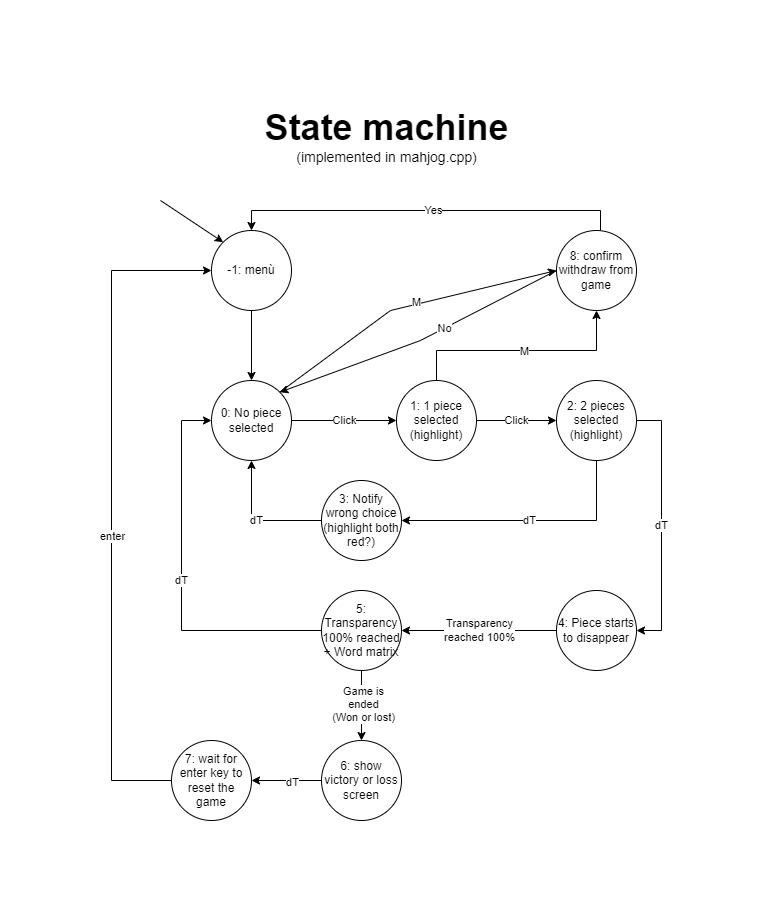 State machine
(implemented in mahjog.cpp)
Yes
-1: menù
8: confirm
withdraw from
game
M
No
M
0: No piece
selected
Click
1: 1 piece
selected
(highlight)
Click
2: 2 pieces
selected
(highlight)
3: Notify
wrong choice
(highlight both
red?)
dT
dT
dT
enter
dT
5:
Transparency
100% reached
+ Word matrix
Transparency
reached 100%
4: Piece starts
to disappear
Game is
ended
(Won or lost)
7: wait for
enter key to
reset the
game
dT
6: show
victory or loss
screen